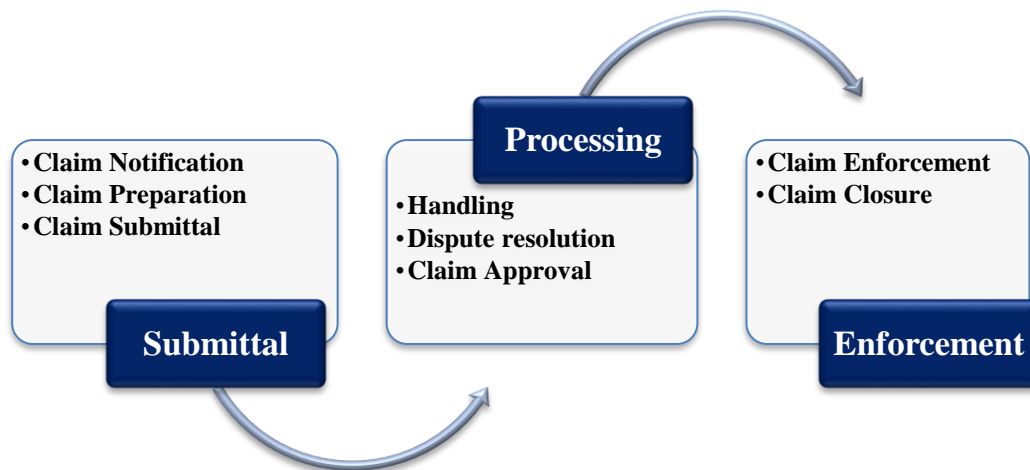 • Claim Notification
• Claim Preparation
• Claim Submittal
Submittal
Processing
• Handling
• Dispute resolution
• Claim Approval
• Claim Enforcement
• Claim Closure
Enforcement